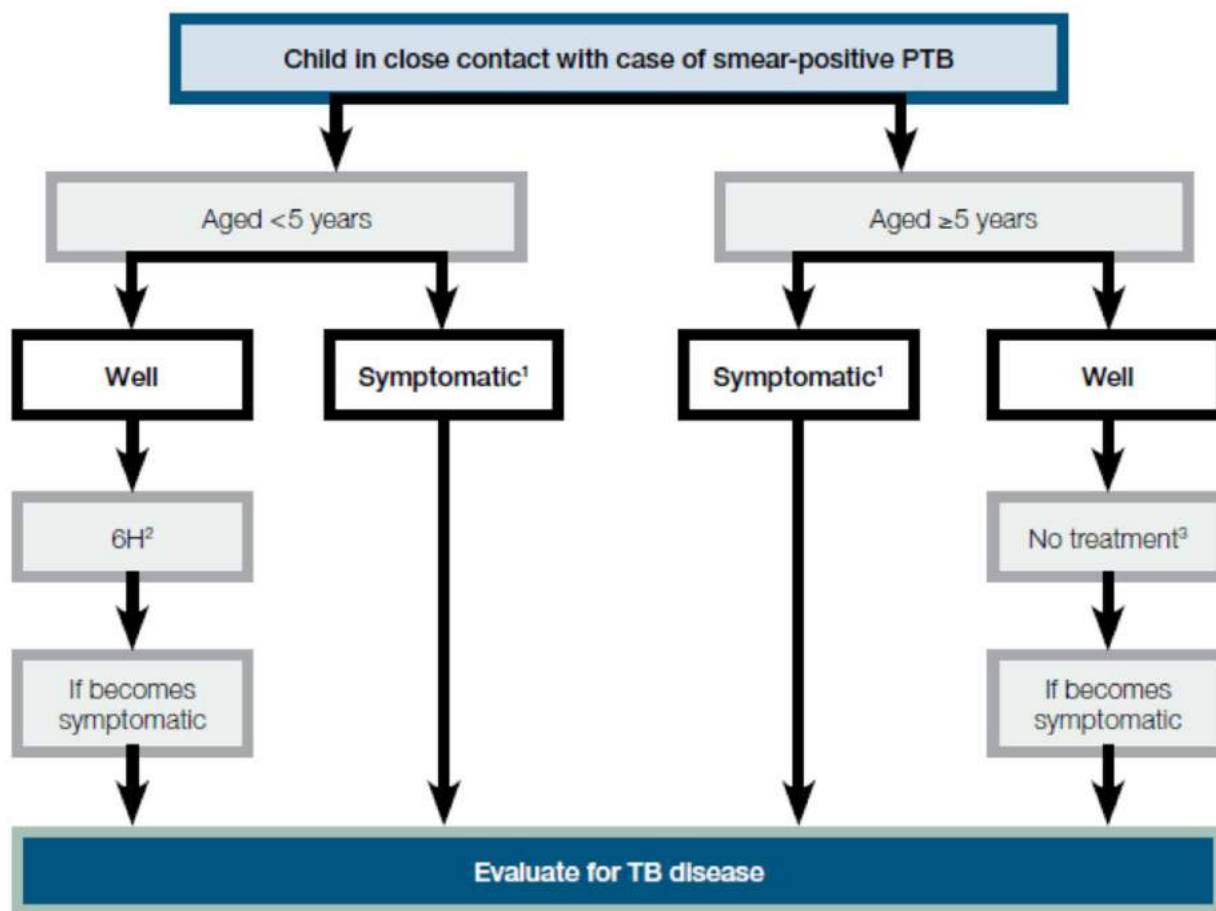 Child in close contact with case of smear-positive PTB
Aged <5 years
Aged ≥5 years
Well
Symptomatic¹
Symptomatic¹
Well
6H²
No treatment³
If becomes
symptomatic
If becomes
symptomatic
Evaluate for TB disease